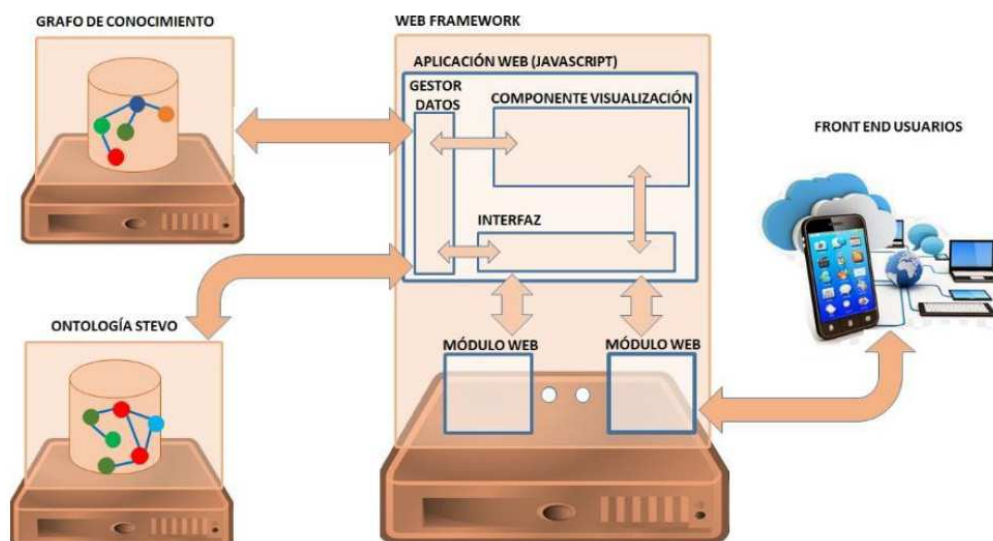 GRAFO DE CONOCIMIENTO
WEB FRAMEWORK
APLICACIÓN WEB (JAVASCRIPT)
GESTOR
DATOS
COMPONENTE VISUALIZACIÓN
FRONT END USUARIOS
INTERFAZ
ONTOLOGÍA STEVO
MÓDULO WEB
MÓDULO WEB